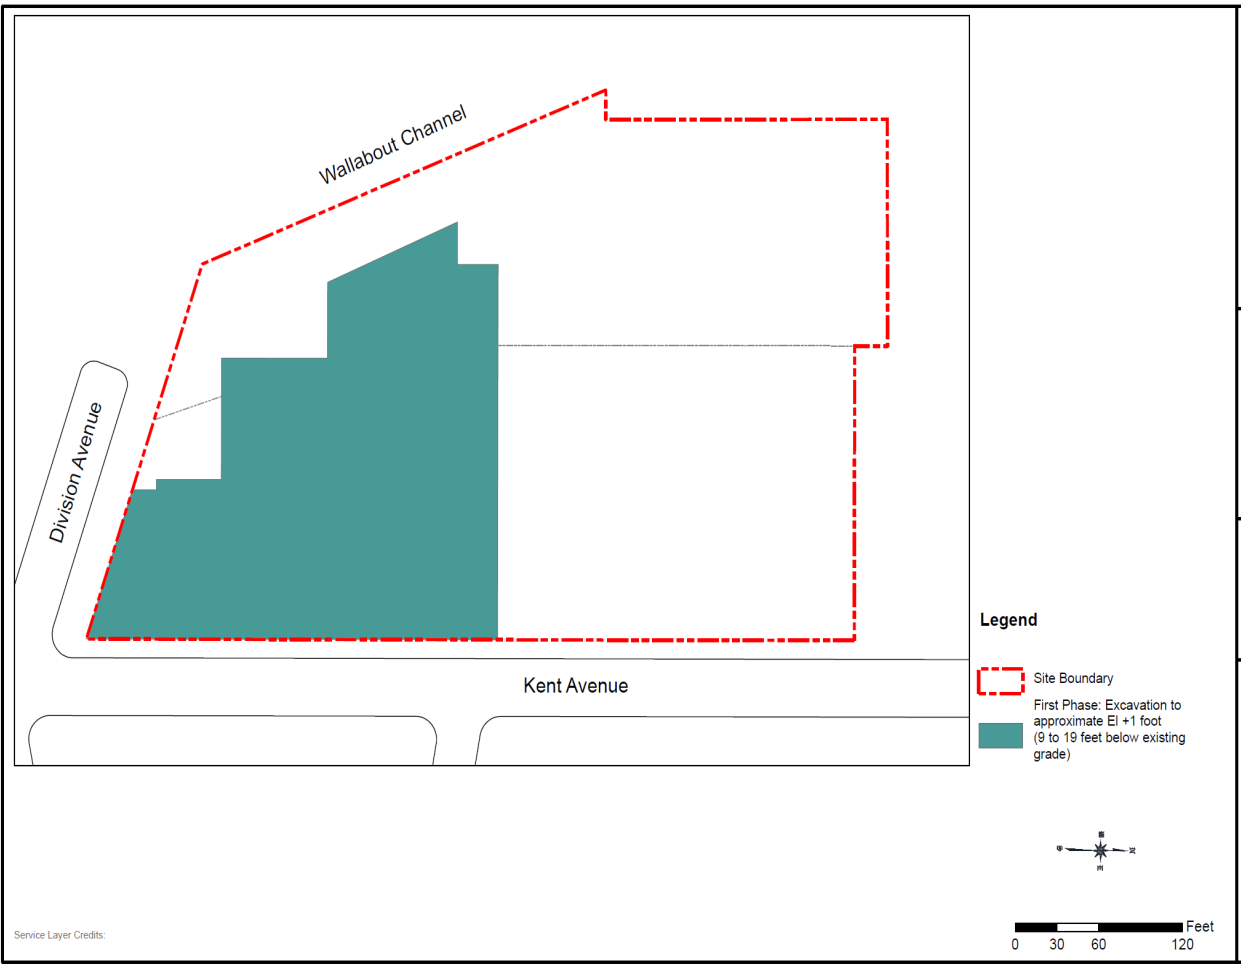 Wallabout Channel
Division Avenue
Kent Avenue
Legend
Site Boundary
First Phase: Excavation to
approximate El +1 foot
(9 to 19 feet below existing
grade)
Feet
0 30 60 120
Service Layer Credits: